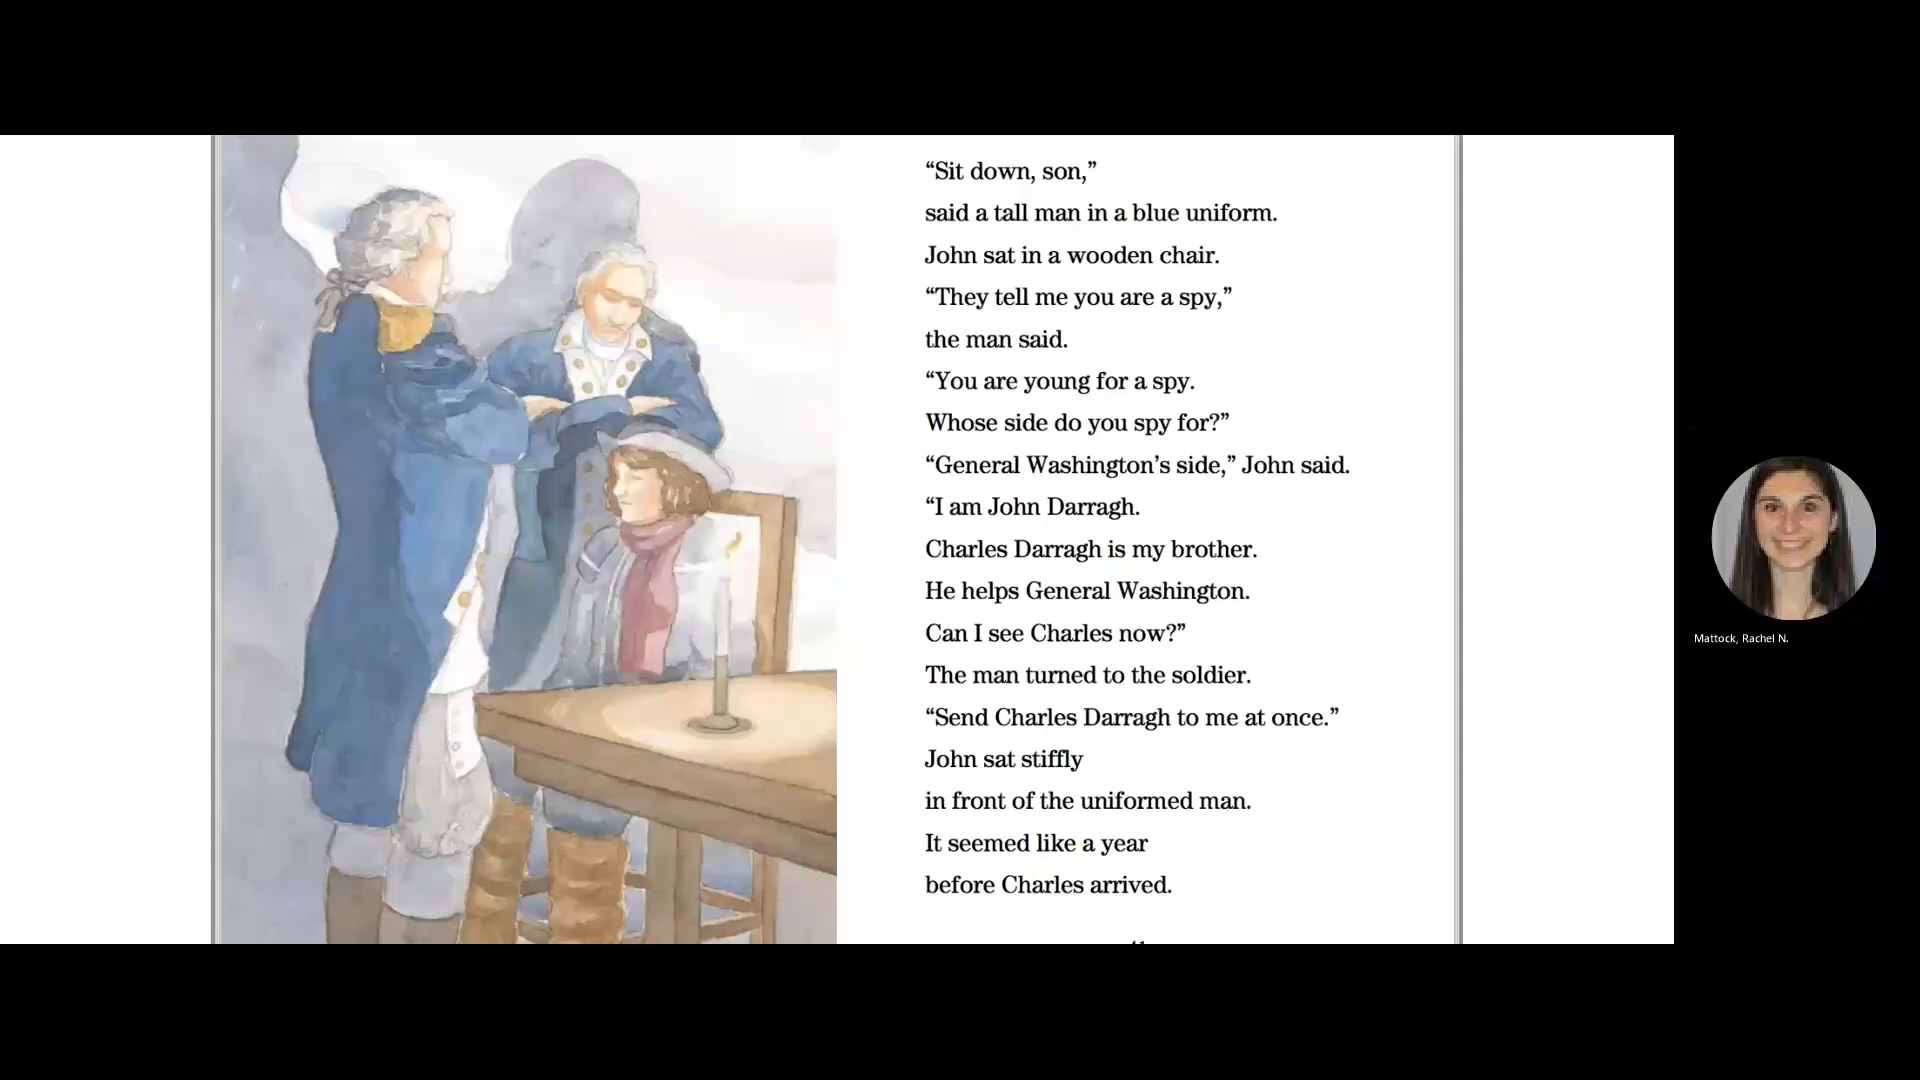 “Sit down, son,”
said a tall man in a blue uniform.
John sat in a wooden chair.
“They tell me you are a spy,”
the man said.
“You are young for a spy.
Whose side do you spy for?”
“General Washington’s side,” John said.
“I am John Darragh.
Charles Darragh is my brother.
He helps General Washington.
Can I see Charles now?”
The man turned to the soldier.
“Send Charles Darragh to me at once.”
John sat stiffly
in front of the uniformed man.
It seemed like a year
before Charles arrived.
Mattock, Rachel N.